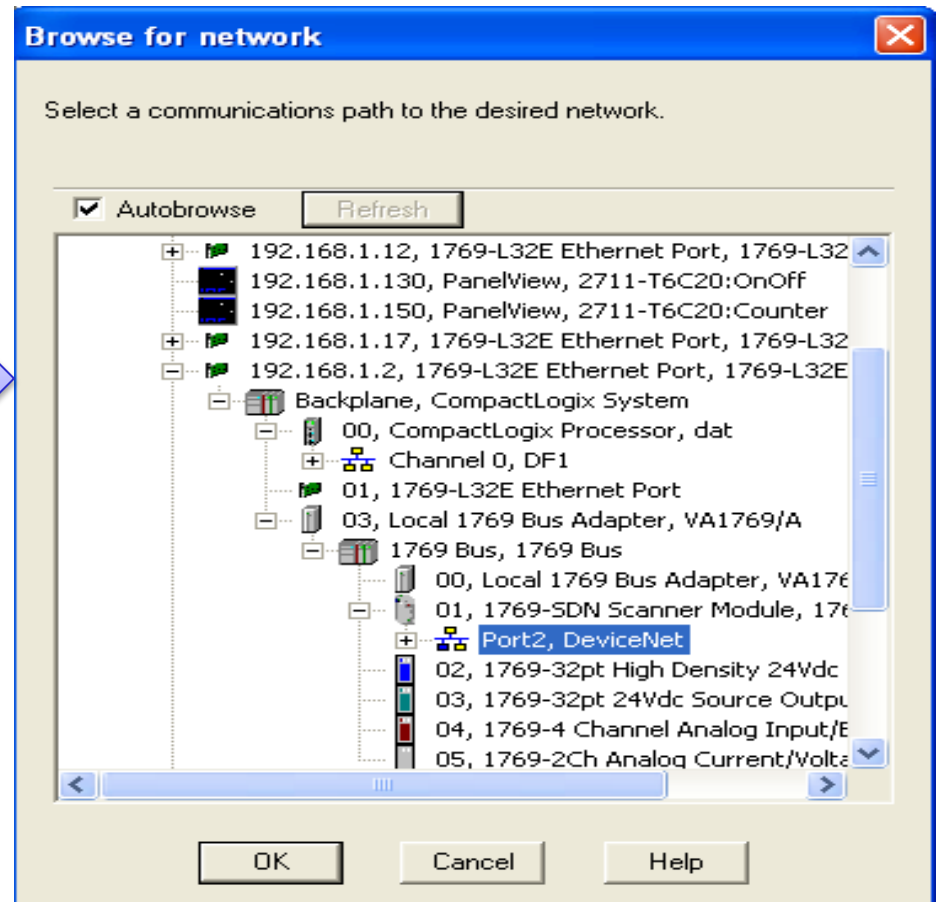 Browse for network
Select a communications path to the desired network.
Autobrowse
Refresh
192.168.1.12, 1769-L32E Ethernet Port, 1769-L32
192.168.1.130, PanelView, 2711-T6C20:OnOff
192.168.1.150, PanelView, 2711-T6C20:Counter
192.168.1.17, 1769-L32E Ethernet Port, 1769-L32
192.168.1.2, 1769-L32E Ethernet Port, 1769-L32E
Backplane, CompactLogix System
00, CompactLogix Processor, dat
Channel 0, DF1
01, 1769-L32E Ethernet Port
03, Local 1769 Bus Adapter, VA1769/A
1769 Bus, 1769 Bus
00, Local 1769 Bus Adapter, VA176
01, 1769-SDN Scanner Module, 176
Port2, DeviceNet
02, 1769-32pt High Density 24Vdc
03, 1769-32pt 24Vdc Source Outpu
04, 1769-4 Channel Analog Input/E
05, 1769-2Ch Analog Current/Volta
OK
Cancel
Help